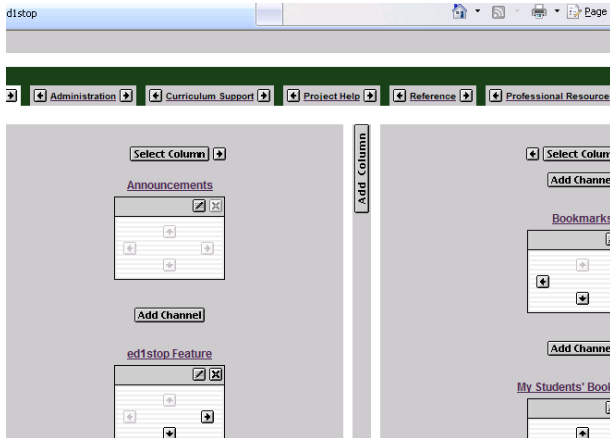 d1stop
Page
Administration
Curriculum Support
Project Help
Reference
Professional Resource
Select Column
Announcements
Add Channel
ed1stop Feature
Add Column
Select Colum
Add Channe
Bookmarks
Add Channe
My Students' Book